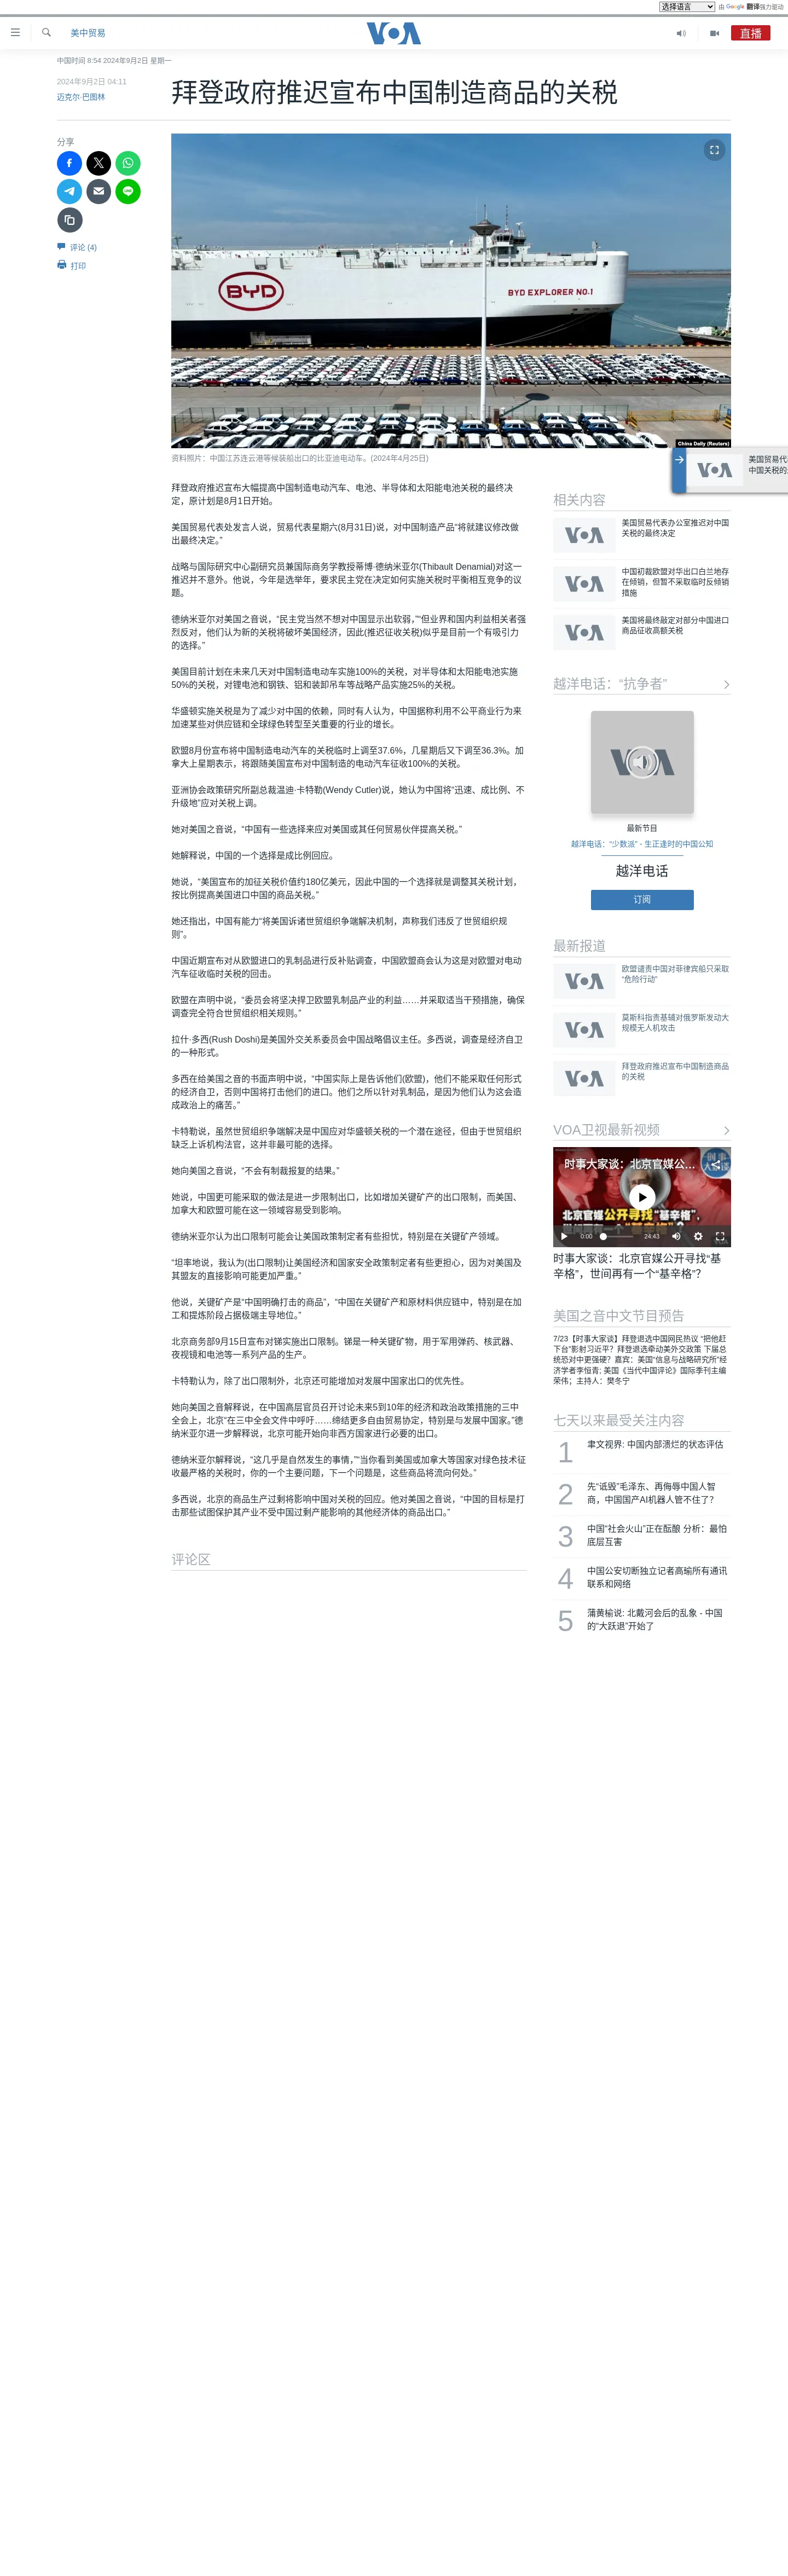 选择语言 由 Google 翻译强力驱动
美中贸易
VOA
直播
中国时间 8:54 2024年9月2日 星期一
2024年9月2日 04:11
迈克尔·巴图林
拜登政府推迟宣布中国制造商品的关税
分享
评论 (4)
打印
BYD
BYD EXPLORER NO.1
China Daily (Reuters)
资料照片：中国江苏连云港等候装船出口的比亚迪电动车。(2024年4月25日)
VOA
美国贸易代
中国关税的
拜登政府推迟宣布大幅提高中国制造电动汽车、电池、半导体和太阳能电池关税的最终决
定，原计划是8月1日开始。
美国贸易代表处发言人说，贸易代表星期六(8月31日)说，对中国制造产品“将就建议修改做
出最终决定。”
战略与国际研究中心副研究员兼国际商务学教授蒂博·德纳米亚尔(Thibault Denamial)对这一
推迟并不意外。他说，今年是选举年，要求民主党在决定如何实施关税时平衡相互竞争的议
题。
德纳米亚尔对美国之音说，“民主党当然不想对中国显示出软弱，”“但业界和国内利益相关者强
烈反对，他们认为新的关税将破坏美国经济，因此(推迟征收关税)似乎是目前一个有吸引力
的选择。”
美国目前计划在未来几天对中国制造电动车实施100%的关税，对半导体和太阳能电池实施
50%的关税，对锂电池和钢铁、铝和装卸吊车等战略产品实施25%的关税。
华盛顿实施关税是为了减少对中国的依赖，同时有人认为，中国据称利用不公平商业行为来
加速某些对供应链和全球绿色转型至关重要的行业的增长。
欧盟8月份宣布将中国制造电动汽车的关税临时上调至37.6%，几星期后又下调至36.3%。加
拿大上星期表示，将跟随美国宣布对中国制造的电动汽车征收100%的关税。
亚洲协会政策研究所副总裁温迪·卡特勒(Wendy Cutler)说，她认为中国将“迅速、成比例、不
升级地”应对关税上调。
她对美国之音说，“中国有一些选择来应对美国或其任何贸易伙伴提高关税。”
她解释说，中国的一个选择是成比例回应。
她说，“美国宣布的加征关税价值约180亿美元，因此中国的一个选择就是调整其关税计划，
按比例提高美国进口中国的商品关税。”
她还指出，中国有能力“将美国诉诸世贸组织争端解决机制，声称我们违反了世贸组织规
则”。
中国近期宣布对从欧盟进口的乳制品进行反补贴调查，中国欧盟商会认为这是对欧盟对电动
汽车征收临时关税的回击。
欧盟在声明中说，“委员会将坚决捍卫欧盟乳制品产业的利益……并采取适当干预措施，确保
调查完全符合世贸组织相关规则。”
拉什·多西(Rush Doshi)是美国外交关系委员会中国战略倡议主任。多西说，调查是经济自卫
的一种形式。
多西在给美国之音的书面声明中说，“中国实际上是告诉他们(欧盟)，他们不能采取任何形式
的经济自卫，否则中国将打击他们的进口。他们之所以针对乳制品，是因为他们认为这会造
成政治上的痛苦。”
卡特勒说，虽然世贸组织争端解决是中国应对华盛顿关税的一个潜在途径，但由于世贸组织
缺乏上诉机构法官，这并非最可能的选择。
她向美国之音说，“不会有制裁报复的结果。”
她说，中国更可能采取的做法是进一步限制出口，比如增加关键矿产的出口限制，而美国、
加拿大和欧盟可能在这一领域容易受到影响。
德纳米亚尔认为出口限制可能会让美国政策制定者有些担忧，特别是在关键矿产领域。
“坦率地说，我认为(出口限制)让美国经济和国家安全政策制定者有些更担心，因为对美国及
其盟友的直接影响可能更加严重。”
他说，关键矿产是“中国明确打击的商品”，“中国在关键矿产和原材料供应链中，特别是在加
工和提炼阶段占据极端主导地位。”
北京商务部9月15日宣布对锑实施出口限制。锑是一种关键矿物，用于军用弹药、核武器、
夜视镜和电池等一系列产品的生产。
卡特勒认为，除了出口限制外，北京还可能增加对发展中国家出口的优先性。
她向美国之音解释说，在中国高层官员召开讨论未来5到10年的经济和政治政策措施的三中
全会上，北京“在三中全会文件中呼吁……缔结更多自由贸易协定，特别是与发展中国家。”德
纳米亚尔进一步解释说，北京可能开始向非西方国家进行必要的出口。
德纳米亚尔解释说，“这几乎是自然发生的事情，”“当你看到美国或加拿大等国家对绿色技术征
收最严格的关税时，你的一个主要问题，下一个问题是，这些商品将流向何处。”
多西说，北京的商品生产过剩将影响中国对关税的回应。他对美国之音说，“中国的目标是打
击那些试图保护其产业不受中国过剩产能影响的其他经济体的商品出口。”
评论区
相关内容
VOA
美国贸易代表办公室推迟对中国
关税的最终决定
VOA
中国初裁欧盟对华出口白兰地存
在倾销，但暂不采取临时反倾销
措施
VOA
美国将最终敲定对部分中国进口
商品征收高额关税
越洋电话：“抗争者”
VOA
最新节目
越洋电话：“少数派” - 生正逢时的中国公知
越洋电话
订阅
最新报道
VOA
欧盟谴责中国对菲律宾船只采取
“危险行动”
VOA
莫斯科指责基辅对俄罗斯发动大
规模无人机攻击
VOA
拜登政府推迟宣布中国制造商品
的关税
VOA卫视最新视频
时事大家谈：北京官媒公…
北京官媒公开寻找“基辛格”，
0:00 24:43
时事大家谈：北京官媒公开寻找“基
辛格”，世间再有一个“基辛格”？
美国之音中文节目预告
7/23【时事大家谈】拜登退选中国网民热议 “把他赶
下台”影射习近平？拜登退选牵动美外交政策 下届总
统恐对中更强硬？嘉宾：美国“信息与战略研究所”经
济学者李恒青; 美国《当代中国评论》国际季刊主编
荣伟；主持人：樊冬宁
七天以来最受关注内容
1 聿文视界: 中国内部溃烂的状态评估
2 先“诋毁”毛泽东、再侮辱中国人智
商，中国国产AI机器人管不住了？
3 中国“社会火山”正在酝酿 分析：最怕
底层互害
4 中国公安切断独立记者高瑜所有通讯
联系和网络
5 蒲黄榆说: 北戴河会后的乱象 - 中国
的“大跃退”开始了